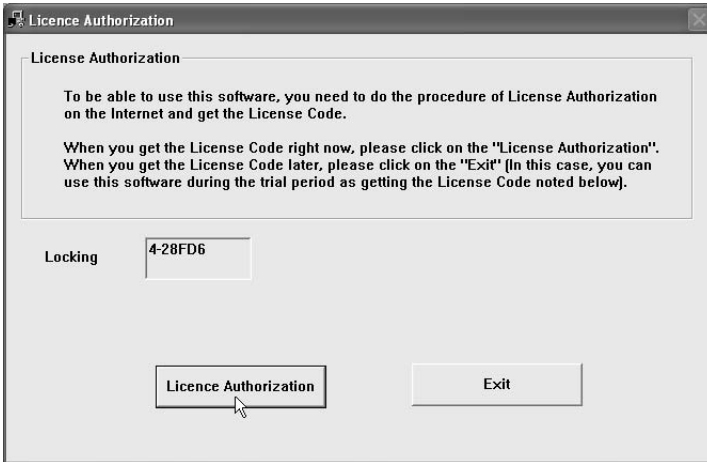 Licence Authorization
License Authorization
To be able to use this software, you need to do the procedure of License Authorization
on the Internet and get the License Code.
When you get the License Code right now, please click on the "License Authorization".
When you get the License Code later, please click on the "Exit" (In this case, you can
use this software during the trial period as getting the License Code noted below).
Locking
4-28FD6
Licence Authorization
Exit